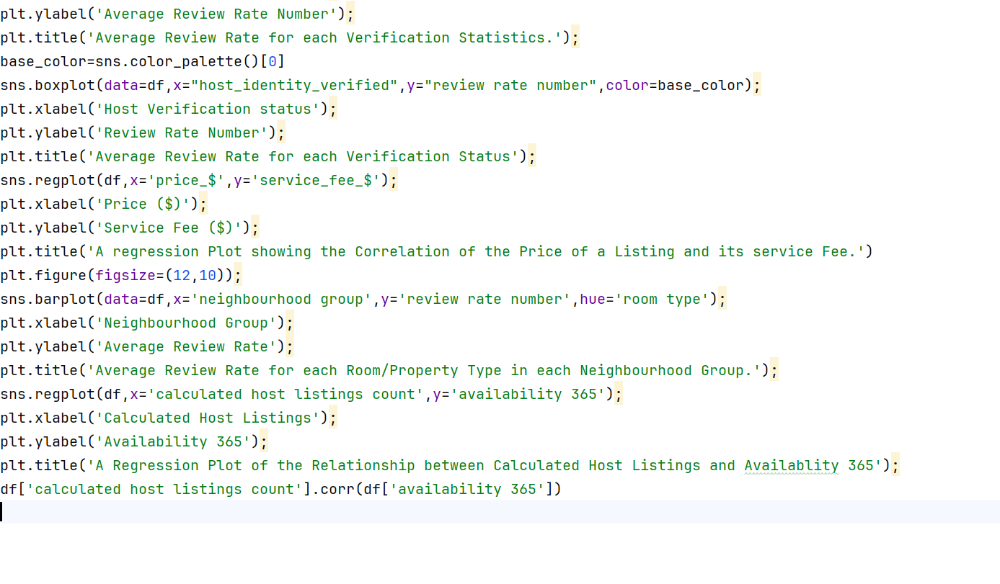 plt.ylabel('Average Review Rate Number');
plt.title('Average Review Rate for each Verification Statistics.');
base_color=sns.color_palette()[0]
sns.boxplot(data=df,x="host_identity_verified",y="review rate number",color=base_color);
plt.xlabel('Host Verification status');
plt.ylabel('Review Rate Number');
plt.title('Average Review Rate for each Verification Status');
sns.regplot(df,x='price_$',y='service_fee_$');
plt.xlabel('Price ($)');
plt.ylabel('Service Fee ($)');
plt.title('A regression Plot showing the Correlation of the Price of a Listing and its service Fee.')
plt.figure(figsize=(12,10));
sns.barplot(data=df,x='neighbourhood group',y='review rate number',hue='room type');
plt.xlabel('Neighbourhood Group');
plt.ylabel('Average Review Rate');
plt.title('Average Review Rate for each Room/Property Type in each Neighbourhood Group.');
sns.regplot(df,x='calculated host listings count',y='availability 365');
plt.xlabel('Calculated Host Listings');
plt.ylabel('Availability 365');
plt.title('A Regression Plot of the Relationship between Calculated Host Listings and Availablity 365');
df['calculated host listings count'].corr(df['availability 365'])